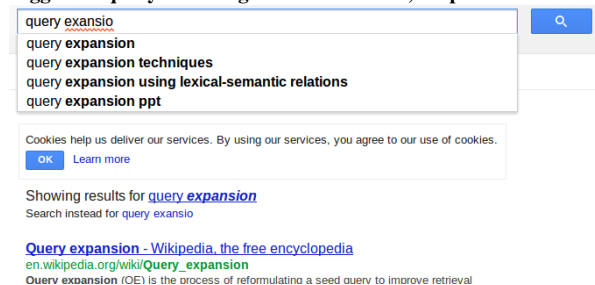 query exansio
query expansion
query expansion techniques
query expansion using lexical-semantic relations
query expansion ppt
Cookies help us deliver our services. By using our services, you agree to our use of cookies.
OK Learn more
Showing results for query expansion
Search instead for query exansio
Query expansion - Wikipedia, the free encyclopedia
en.wikipedia.org/wiki/Query_expansion
Query expansion (QE) is the process of reformulating a seed query to improve retrieval